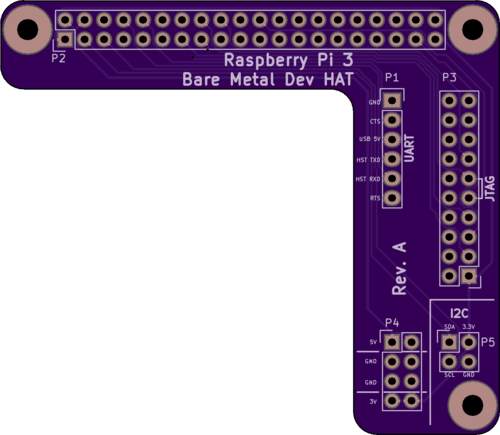 P2
Raspberry Pi 3
Bare Metal Dev HAT
P1
P3
GND
CTS
USB 5V
HST TXD
HST RXD
RTS
UART
JTAG
Rev. A
I2C
P4
SDA 3.3V
5V
P5
GND
SCL GND
GND
3V